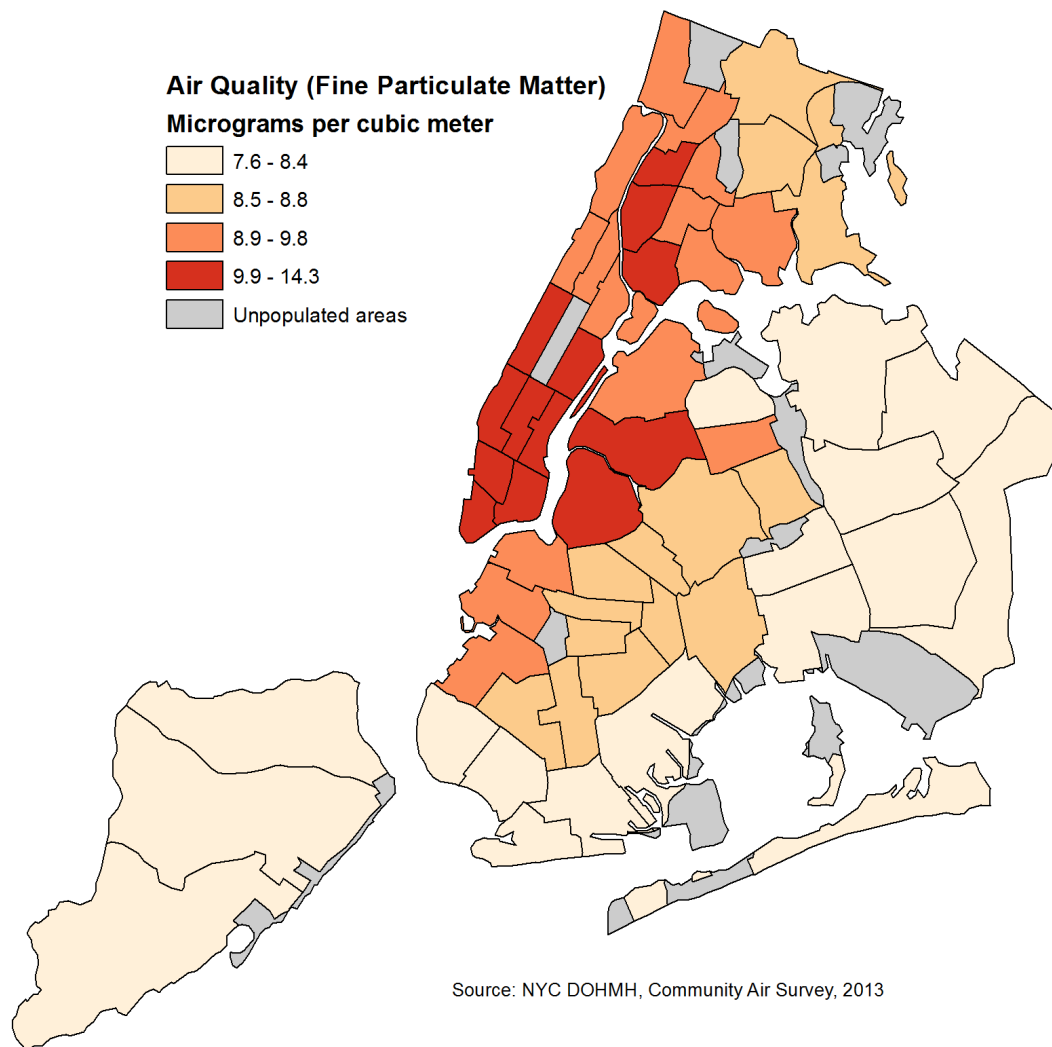 Air Quality (Fine Particulate Matter)
Micrograms per cubic meter
7.6 - 8.4
8.5 - 8.8
8.9 - 9.8
9.9 - 14.3
Unpopulated areas
Source: NYC DOHMH, Community Air Survey, 2013